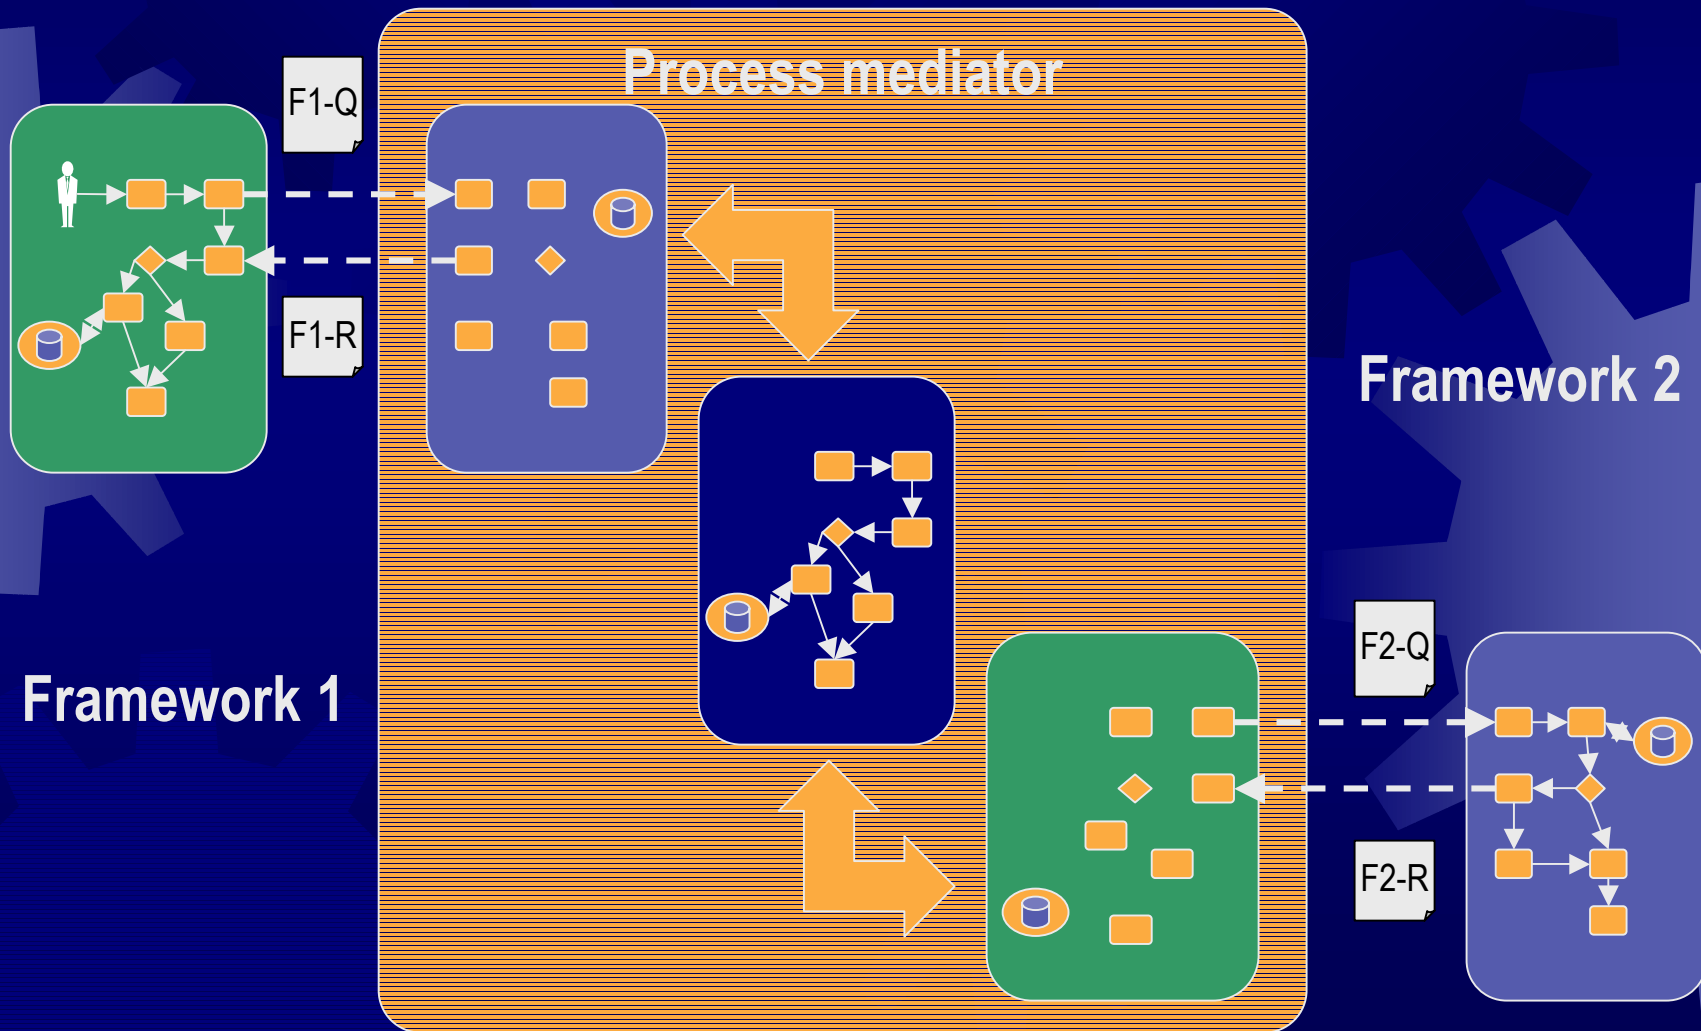 Process mediator
F1-Q
F1-R
Framework 2
Framework 1
F2-Q
F2-R